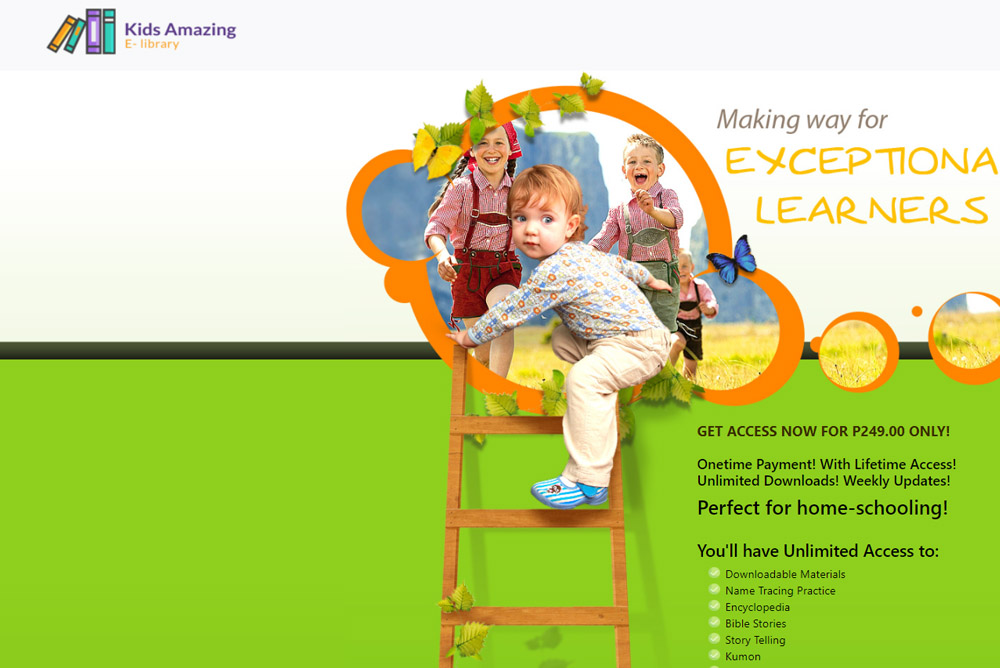 Kids Amazing
E- library
Making way for
EXCEPTIONA
LEARNERS
GET ACCESS NOW FOR P249.00 ONLY!
Onetime Payment! With Lifetime Access!
Unlimited Downloads! Weekly Updates!
Perfect for home-schooling!
You'll have Unlimited Access to:
Downloadable Materials
Name Tracing Practice
Encyclopedia
Bible Stories
Story Telling
Kumon